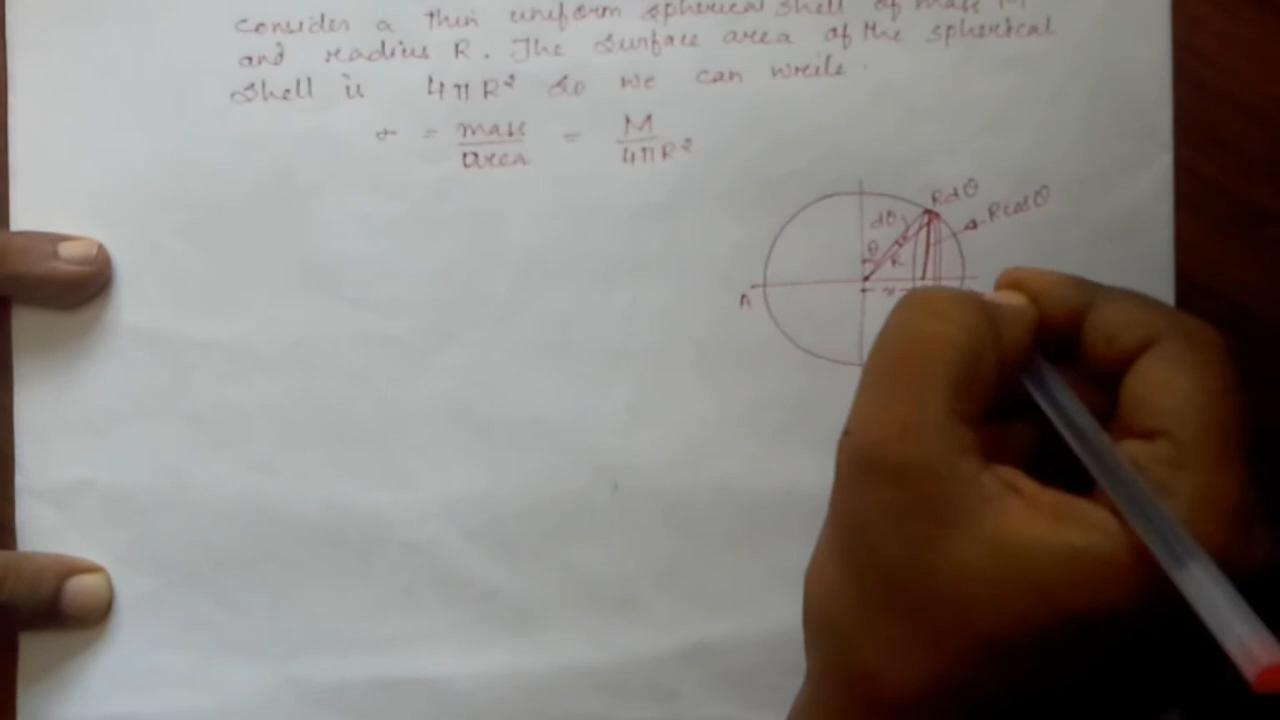 consider a thin uniform spherical shell of mass M
and radius R. The surface area of the spherical
shell is 4πR² so we can write.
σ = mass/area = M/4πR²
Rdθ
dθ
Rcosθ
θ
R
A
x